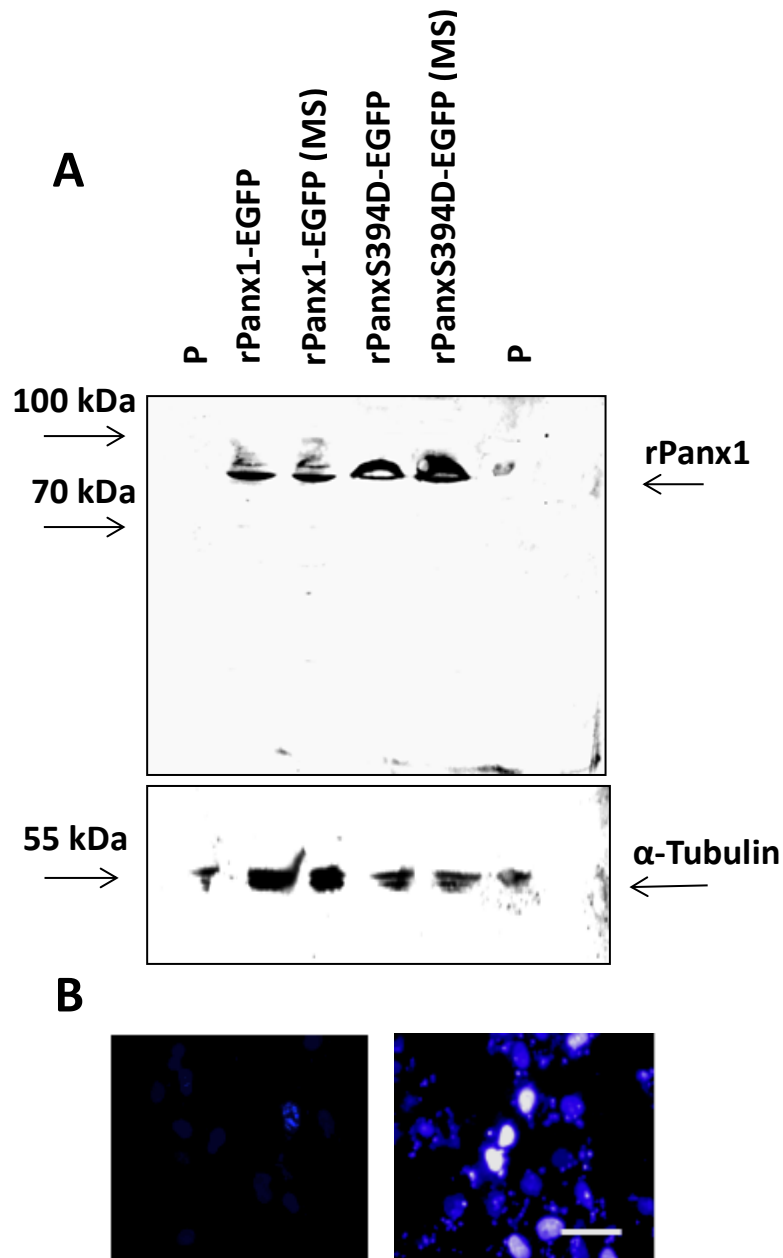 A
P
rPanx1-EGFP
rPanx1-EGFP (MS)
rPanxS394D-EGFP
rPanxS394D-EGFP (MS)
P
100 kDa
70 kDa
rPanx1
55 kDa
α-Tubulin
B